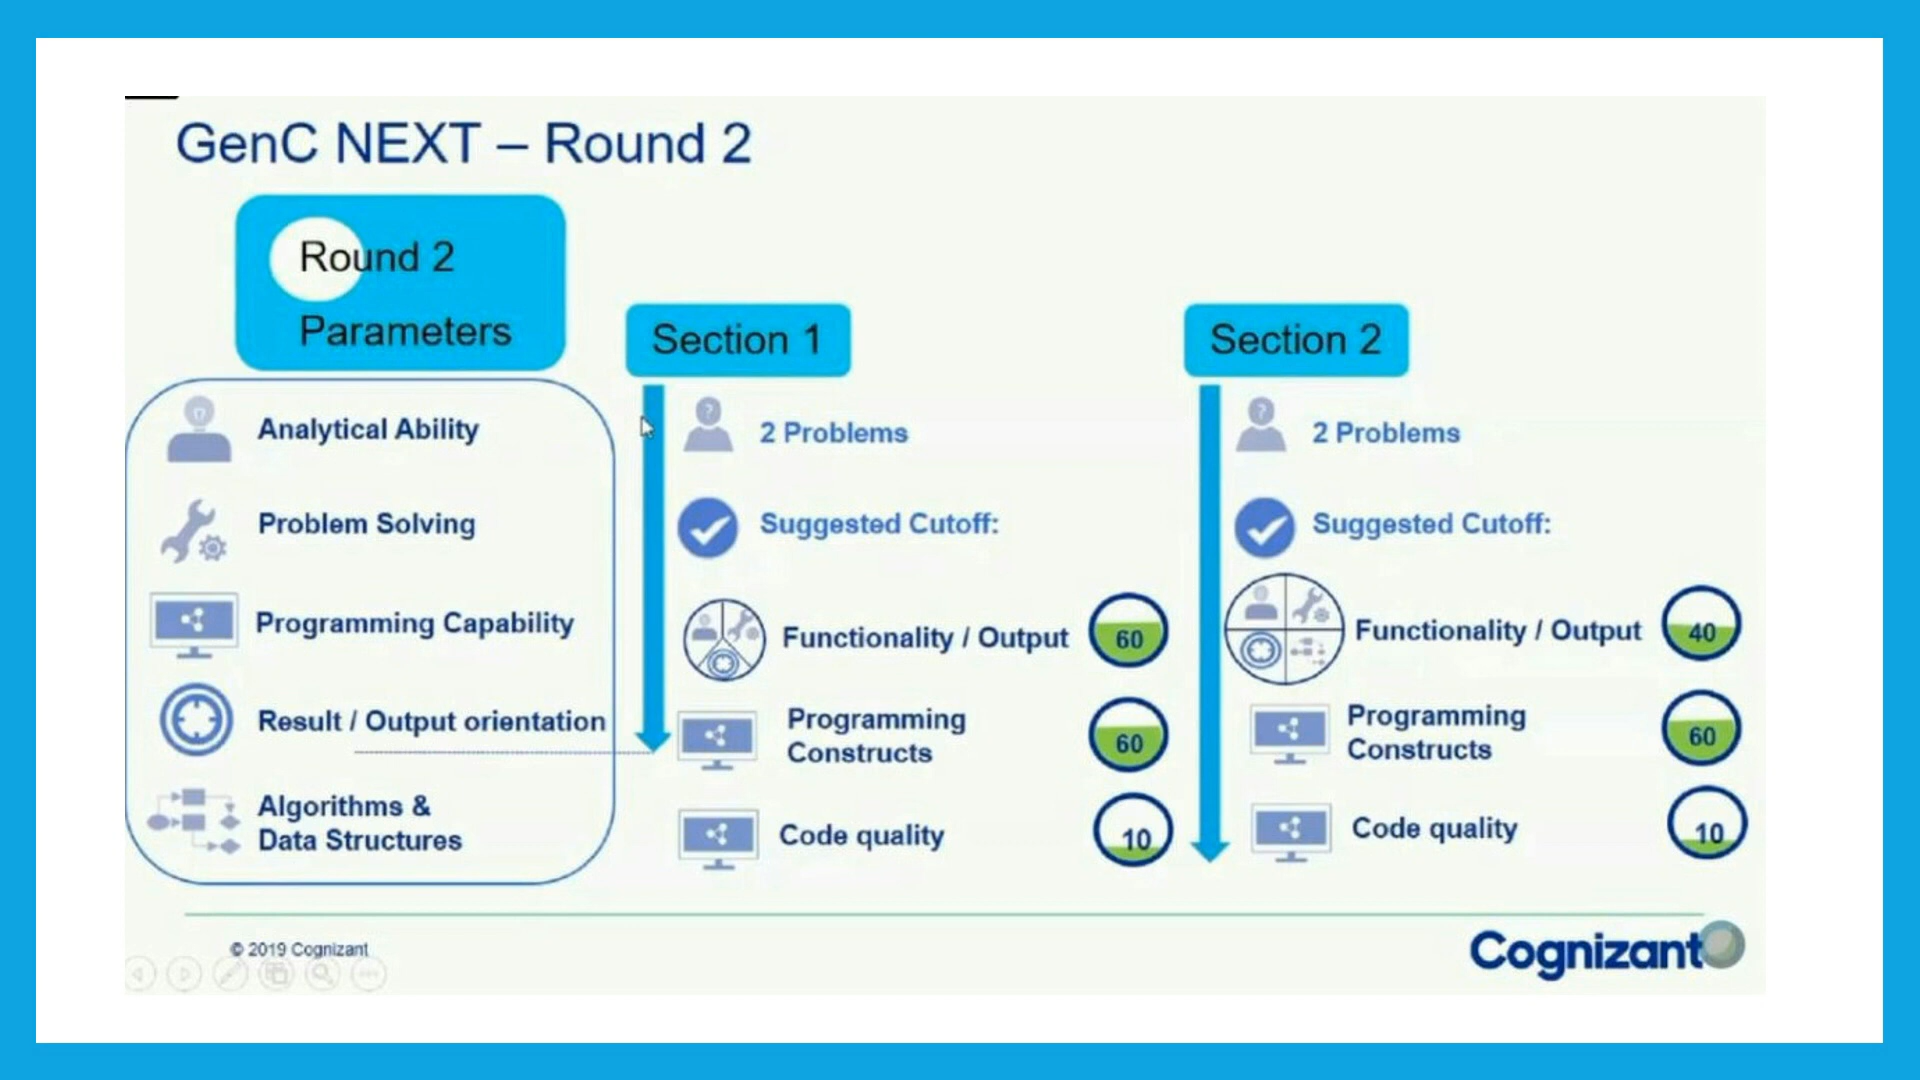 GenC NEXT – Round 2
Round 2
Parameters
Analytical Ability
Problem Solving
Programming Capability
Result / Output orientation
Algorithms &
Data Structures
Section 1
? 2 Problems
Suggested Cutoff:
Functionality / Output 60
Programming
Constructs 60
Code quality 10
Section 2
? 2 Problems
Suggested Cutoff:
Functionality / Output 40
Programming
Constructs 60
Code quality 10
© 2019 Cognizant
Cognizant